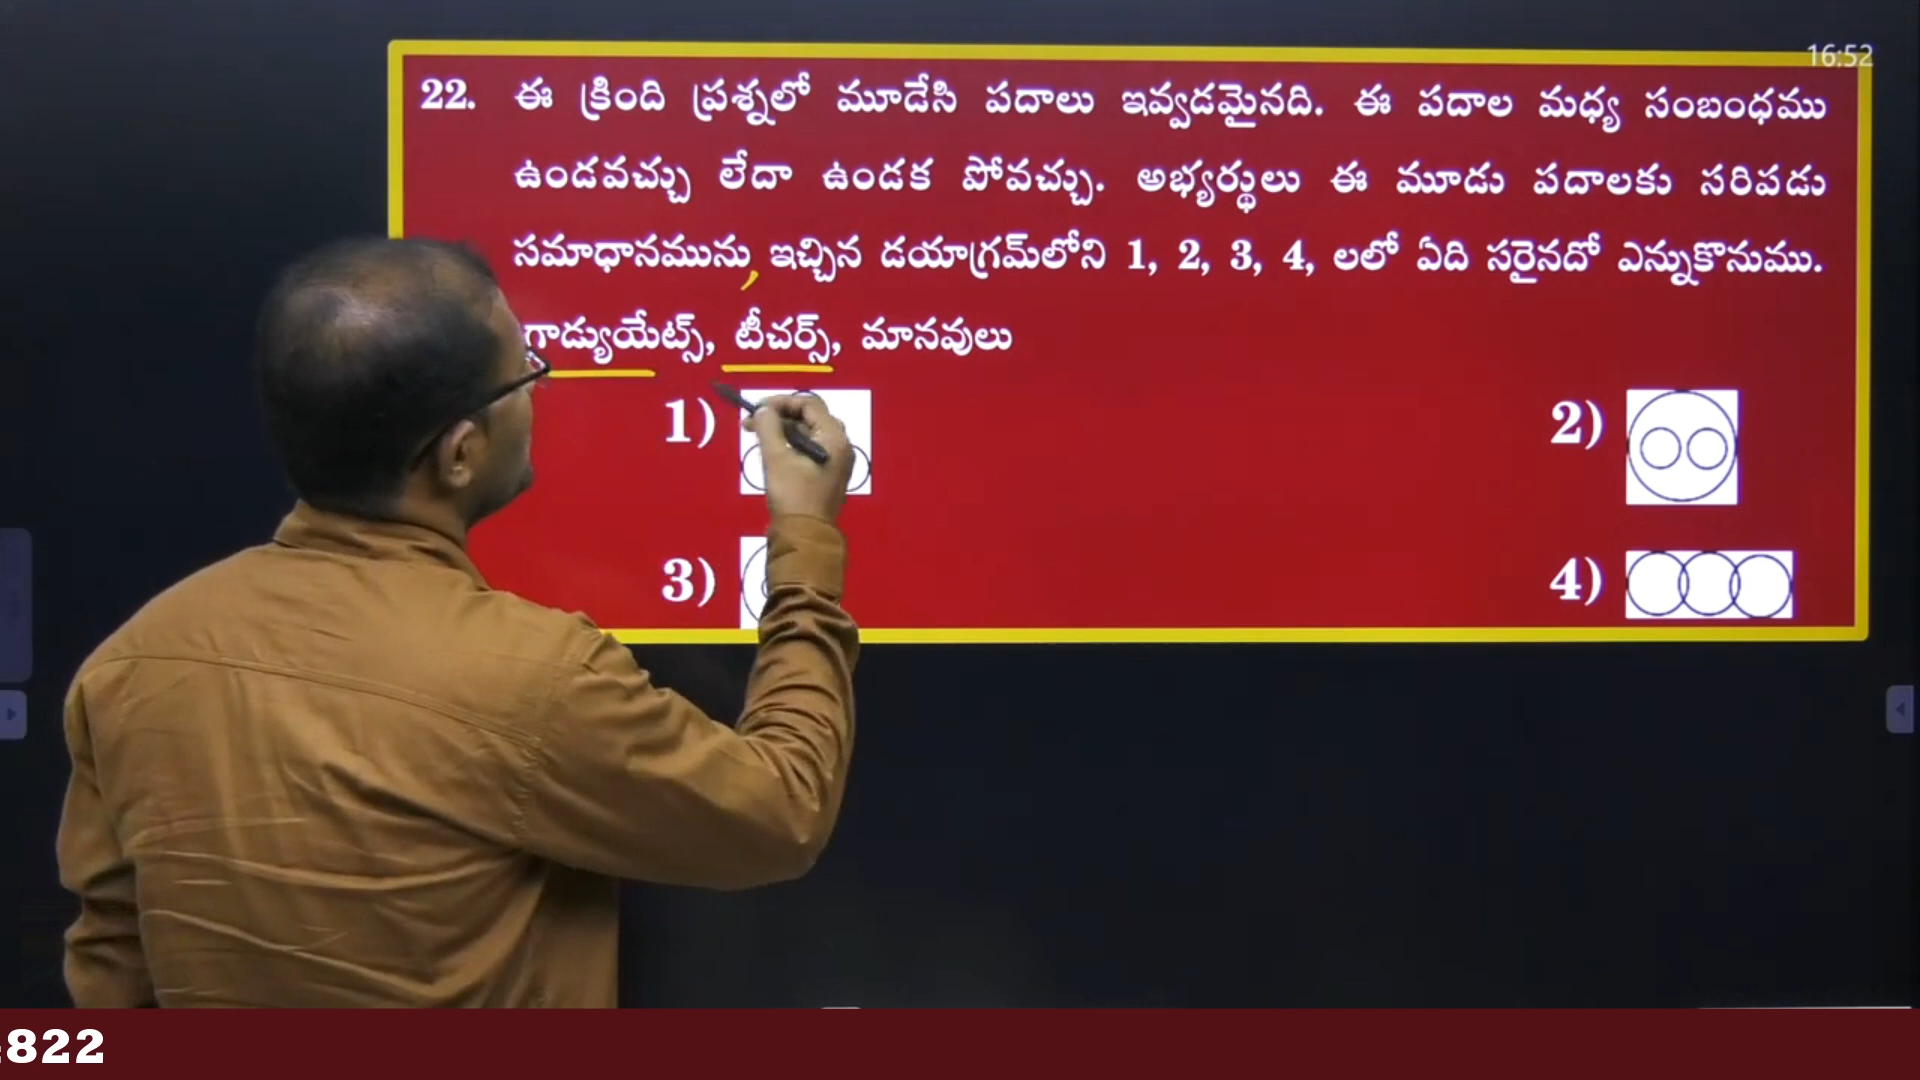 16:52
22. ఈ క్రింది ప్రశ్నలో మూడేసి పదాలు ఇవ్వడమైనది. ఈ పదాల మధ్య సంబంధము
ఉండవచ్చు లేదా ఉండక పోవచ్చు. అభ్యర్థులు ఈ మూడు పదాలకు సరిపడు
సమాధానమును ఇచ్చిన డయాగ్రమ్‌లోని 1, 2, 3, 4, లలో ఏది సరైనదో ఎన్నుకొనుము.
టీచర్స్, మానవులు
1) 2)
3) 4)
822